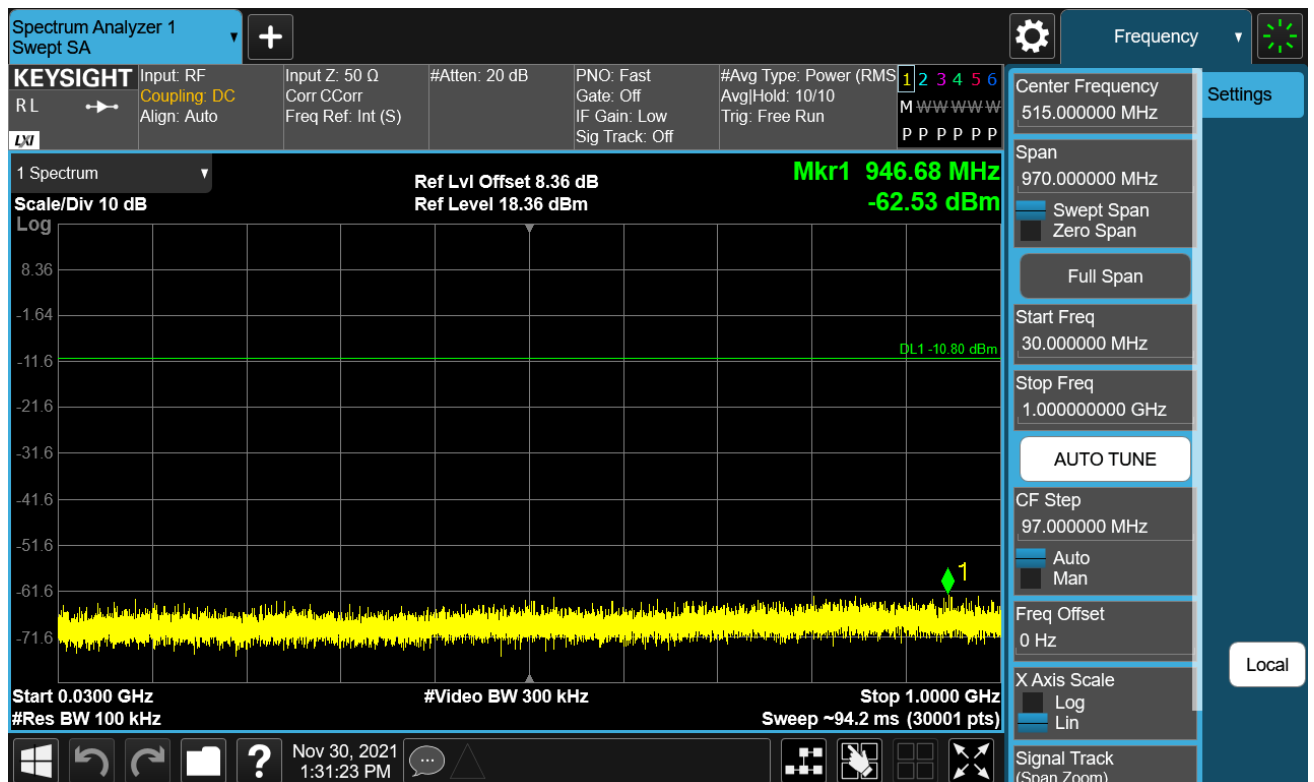 Spectrum Analyzer 1
Swept SA
+
Frequency
KEYSIGHT
R L
LXI
Input: RF
Coupling: DC
Align: Auto
Input Z: 50 Ω
Corr CCorr
Freq Ref: Int (S)
#Atten: 20 dB
PNO: Fast
Gate: Off
IF Gain: Low
Sig Track: Off
#Avg Type: Power (RMS
Avg|Hold: 10/10
Trig: Free Run
1 2 3 4 5 6
M W W W W W
P P P P P P
1 Spectrum
Scale/Div 10 dB
Log
Ref Lvl Offset 8.36 dB
Ref Level 18.36 dBm
Mkr1 946.68 MHz
-62.53 dBm
8.36
-1.64
-11.6
-21.6
-31.6
-41.6
-51.6
-61.6
-71.6
DL1 -10.80 dBm
1
Start 0.0300 GHz
#Res BW 100 kHz
#Video BW 300 kHz
Stop 1.0000 GHz
Sweep ~94.2 ms (30001 pts)
Center Frequency
515.000000 MHz
Span
970.000000 MHz
Swept Span
Zero Span
Full Span
Start Freq
30.000000 MHz
Stop Freq
1.000000000 GHz
AUTO TUNE
CF Step
97.000000 MHz
Auto
Man
Freq Offset
0 Hz
X Axis Scale
Log
Lin
Signal Track
(Span Zoom)
Settings
Local
?
Nov 30, 2021
1:31:23 PM